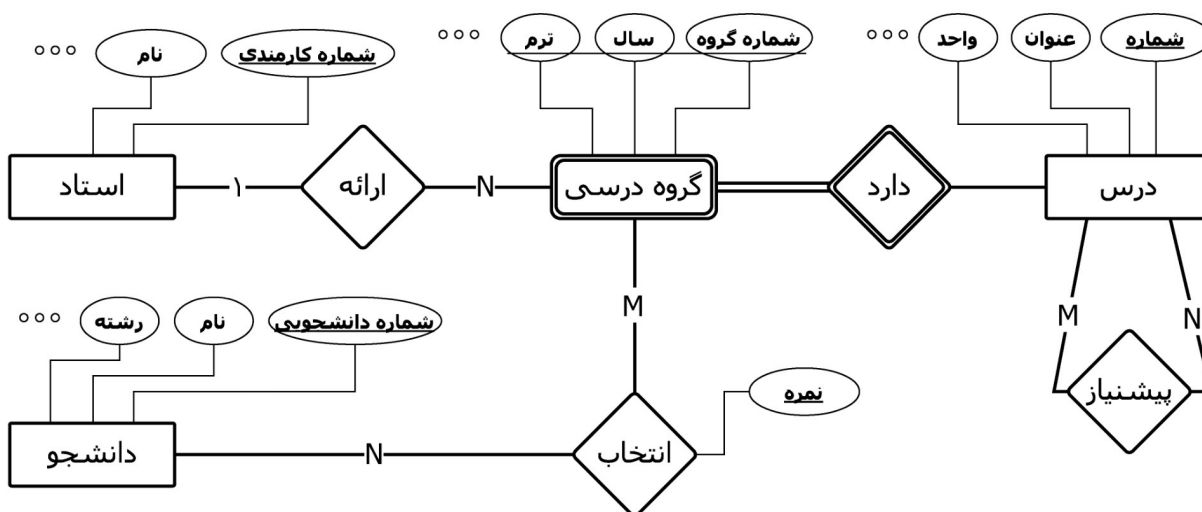 شماره گروه
سال
ترم
شماره
عنوان
واحد
شماره کارمندی
نام
درس
دارد
گروه درسی
N
ارائه
۱
استاد
M
M
N
شماره دانشجویی
نام
رشته
پیشنیاز
نمره
انتخاب
N
دانشجو